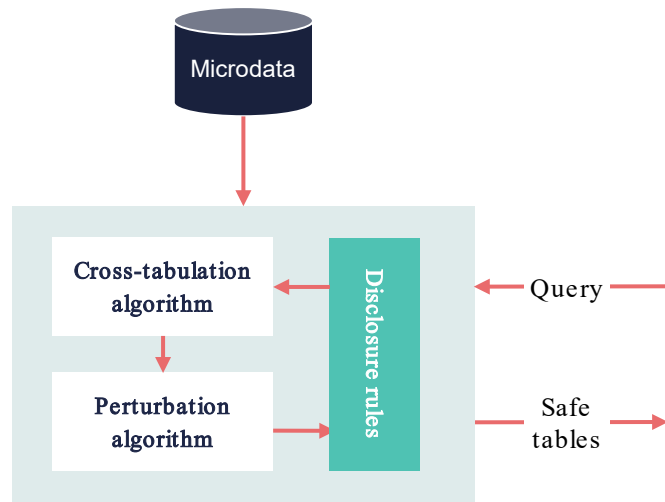 Microdata
Cross-tabulation
algorithm
Disclosure rules
Query
Perturbation
algorithm
Safe
tables